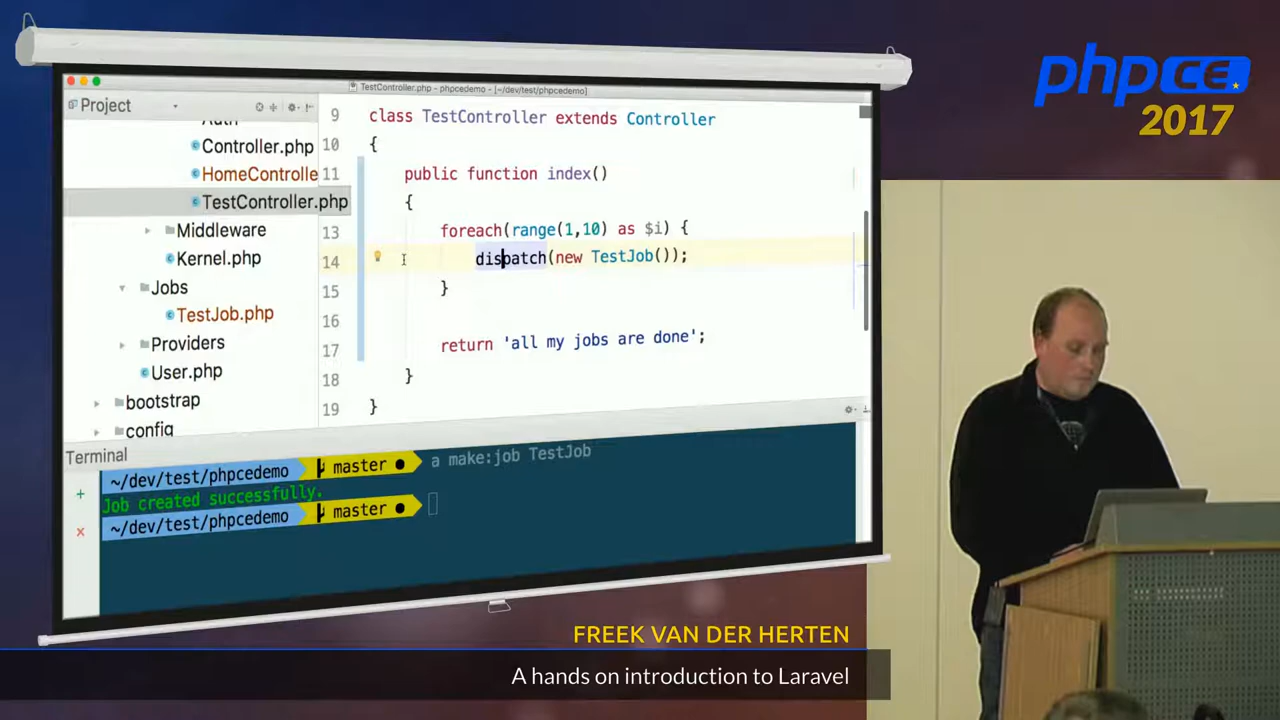 TestController.php - phpcedemo - [~/dev/test/phpcedemo]
Project
Auth
Controller.php
HomeControlle
TestController.php
Middleware
Kernel.php
Jobs
TestJob.php
Providers
User.php
bootstrap
config
9 class TestController extends Controller
10 {
11 public function index()
{
13 foreach(range(1,10) as $i) {
14 dispatch(new TestJob());
15 }
16
17 return 'all my jobs are done';
18 }
19 }
Terminal
~/dev/test/phpcedemo master ● a make:job TestJob
Job created successfully.
~/dev/test/phpcedemo master ●
phpCE
2017
FREEK VAN DER HERTEN
A hands on introduction to Laravel